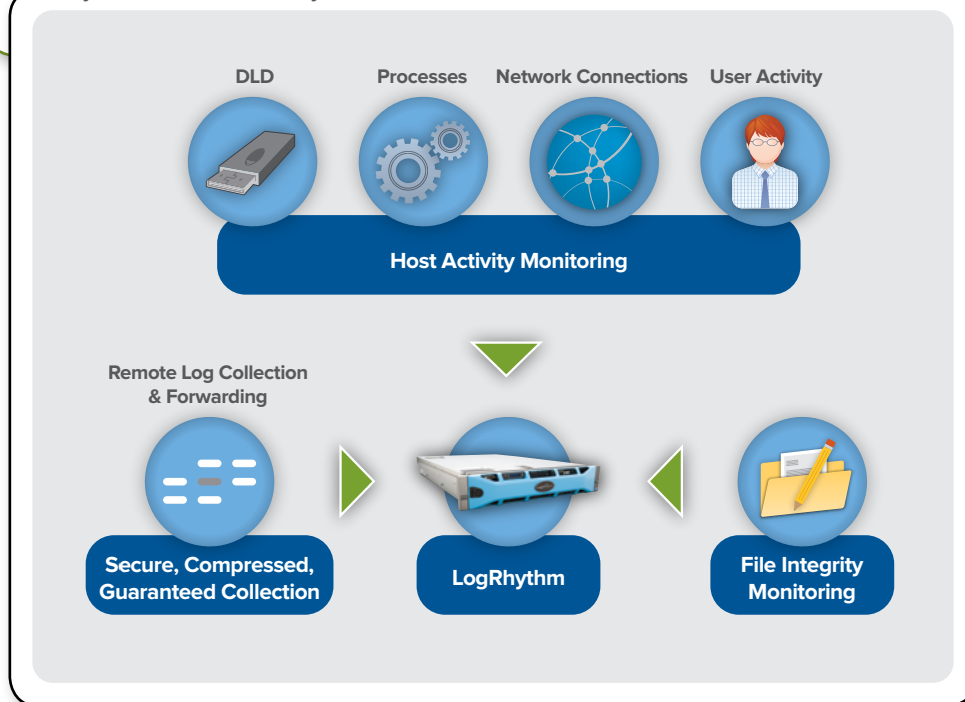 DLD
Processes
Network Connections
User Activity
Host Activity Monitoring
Remote Log Collection
& Forwarding
Secure, Compressed,
Guaranteed Collection
LogRhythm
File Integrity
Monitoring